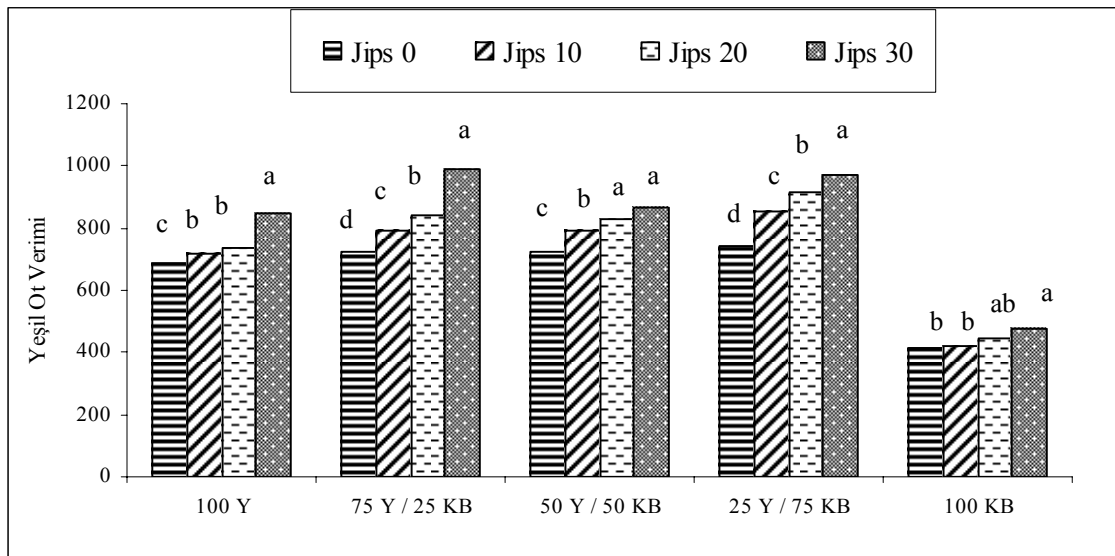 Jips 0 Jips 10 Jips 20 Jips 30
Yeşil Ot Verimi
1200
1000
800
600
400
200
0
c b b a
d c b a
c b a a
d c b a
b b ab a
100 Y 75 Y / 25 KB 50 Y / 50 KB 25 Y / 75 KB 100 KB